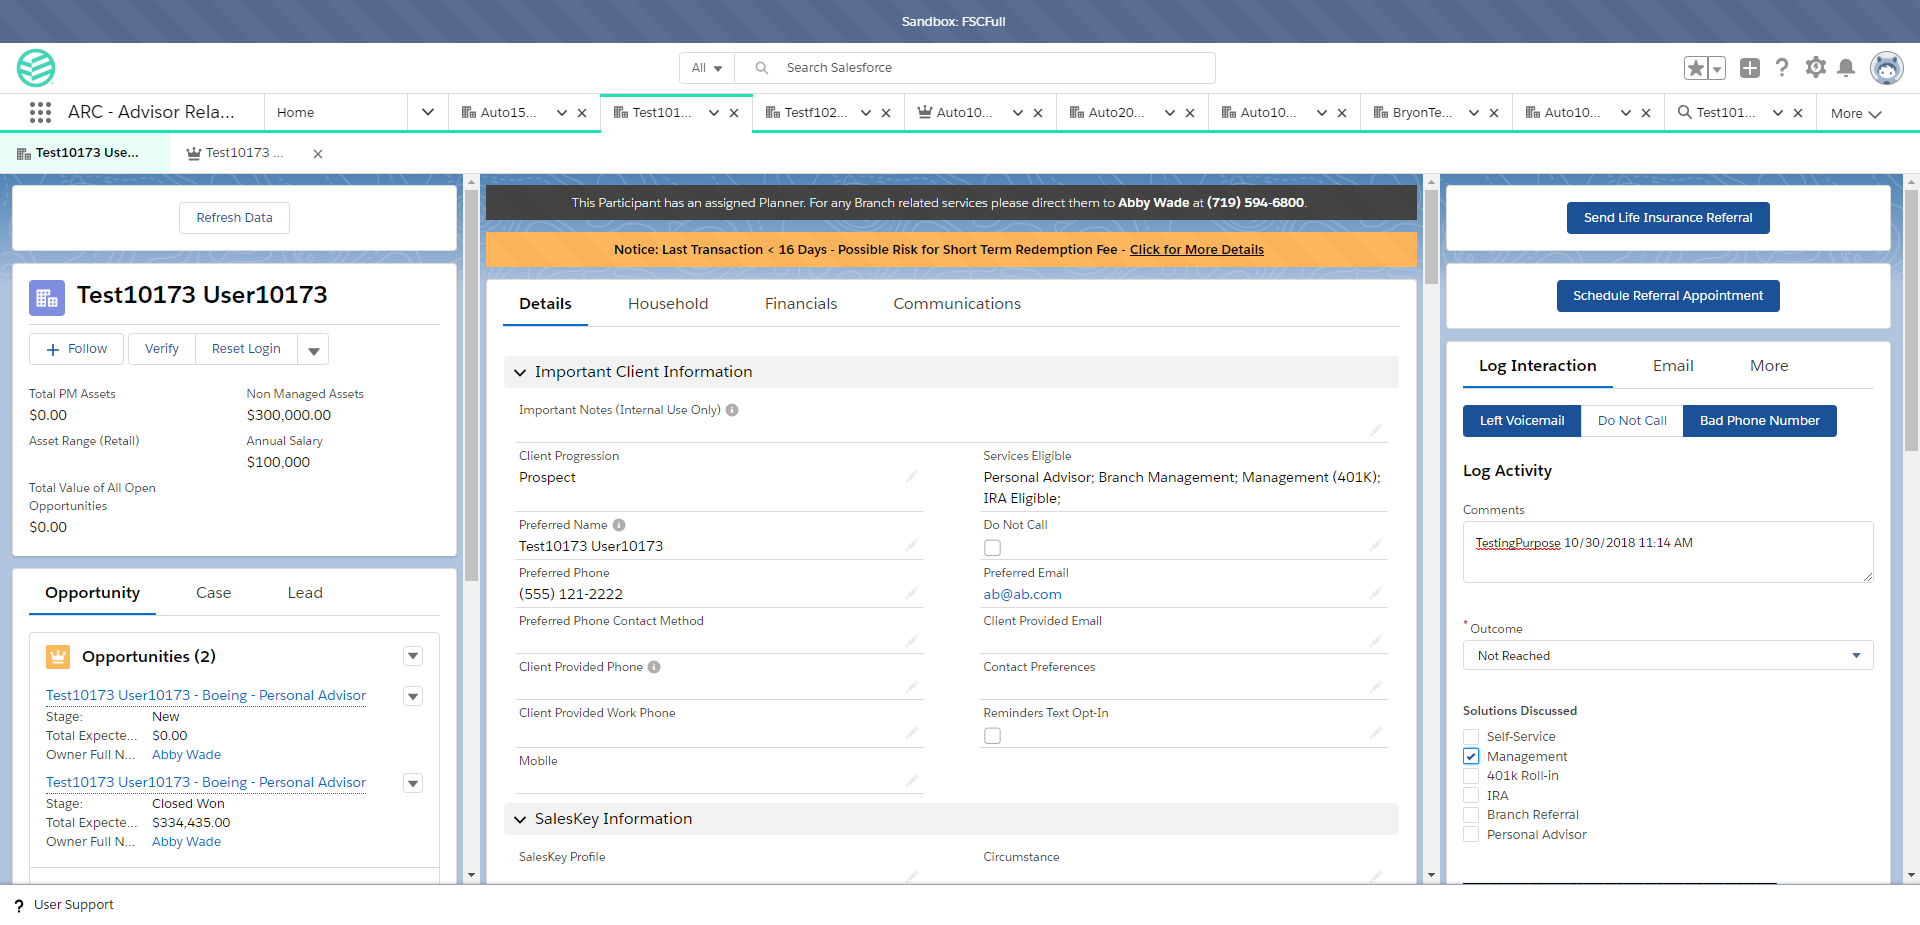 Sandbox: FSCFull
All
Search Salesforce
ARC - Advisor Rela...
Home
Auto15...
Test101...
Testf102...
Auto10...
Auto20...
Auto10...
BryonTe...
Auto10...
Test101...
More
Test10173 Use...
Test10173 ...
Refresh Data
Test10173 User10173
Follow
Verify
Reset Login
Total PM Assets
$0.00
Non Managed Assets
$300,000.00
Asset Range (Retail)
Annual Salary
$100,000
Total Value of All Open
Opportunities
$0.00
Opportunity
Case
Lead
Opportunities (2)
Test10173 User10173 - Boeing - Personal Advisor
Stage: New
Total Expecte... $0.00
Owner Full N... Abby Wade
Test10173 User10173 - Boeing - Personal Advisor
Stage: Closed Won
Total Expecte... $334,435.00
Owner Full N... Abby Wade
This Participant has an assigned Planner. For any Branch related services please direct them to Abby Wade at (719) 594-6800.
Notice: Last Transaction < 16 Days - Possible Risk for Short Term Redemption Fee - Click for More Details
Details
Household
Financials
Communications
Important Client Information
Important Notes (Internal Use Only)
Client Progression
Prospect
Services Eligible
Personal Advisor; Branch Management; Management (401K);
IRA Eligible;
Preferred Name
Test10173 User10173
Do Not Call
Preferred Phone
(555) 121-2222
Preferred Email
ab@ab.com
Preferred Phone Contact Method
Client Provided Email
Client Provided Phone
Contact Preferences
Client Provided Work Phone
Reminders Text Opt-In
Mobile
SalesKey Information
SalesKey Profile
Circumstance
Send Life Insurance Referral
Schedule Referral Appointment
Log Interaction
Email
More
Left Voicemail
Do Not Call
Bad Phone Number
Log Activity
Comments
TestingPurpose 10/30/2018 11:14 AM
* Outcome
Not Reached
Solutions Discussed
Self-Service
Management
401k Roll-in
IRA
Branch Referral
Personal Advisor
? User Support